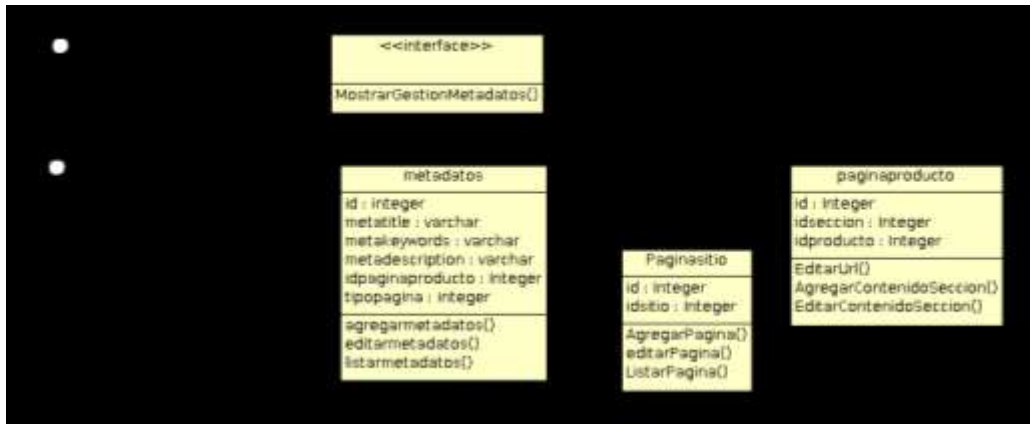 <<interface>>
MostrarGestionMetadatos()
metadatos
id : integer
metatitle : varchar
metakeywords : varchar
metadescription : varchar
idpaginaproducto : Integer
tipopagina : integer
agregarmetadatos()
editarmetadatos()
listarmetadatos()
Paginasitio
id : Integer
idsitio : Integer
AgregarPagina()
editarPagina()
ListarPagina()
paginaproducto
id : Integer
idseccion : Integer
idproducto : Integer
EditarUrl()
AgregarContenidoSeccion()
EditarContenidoSeccion()